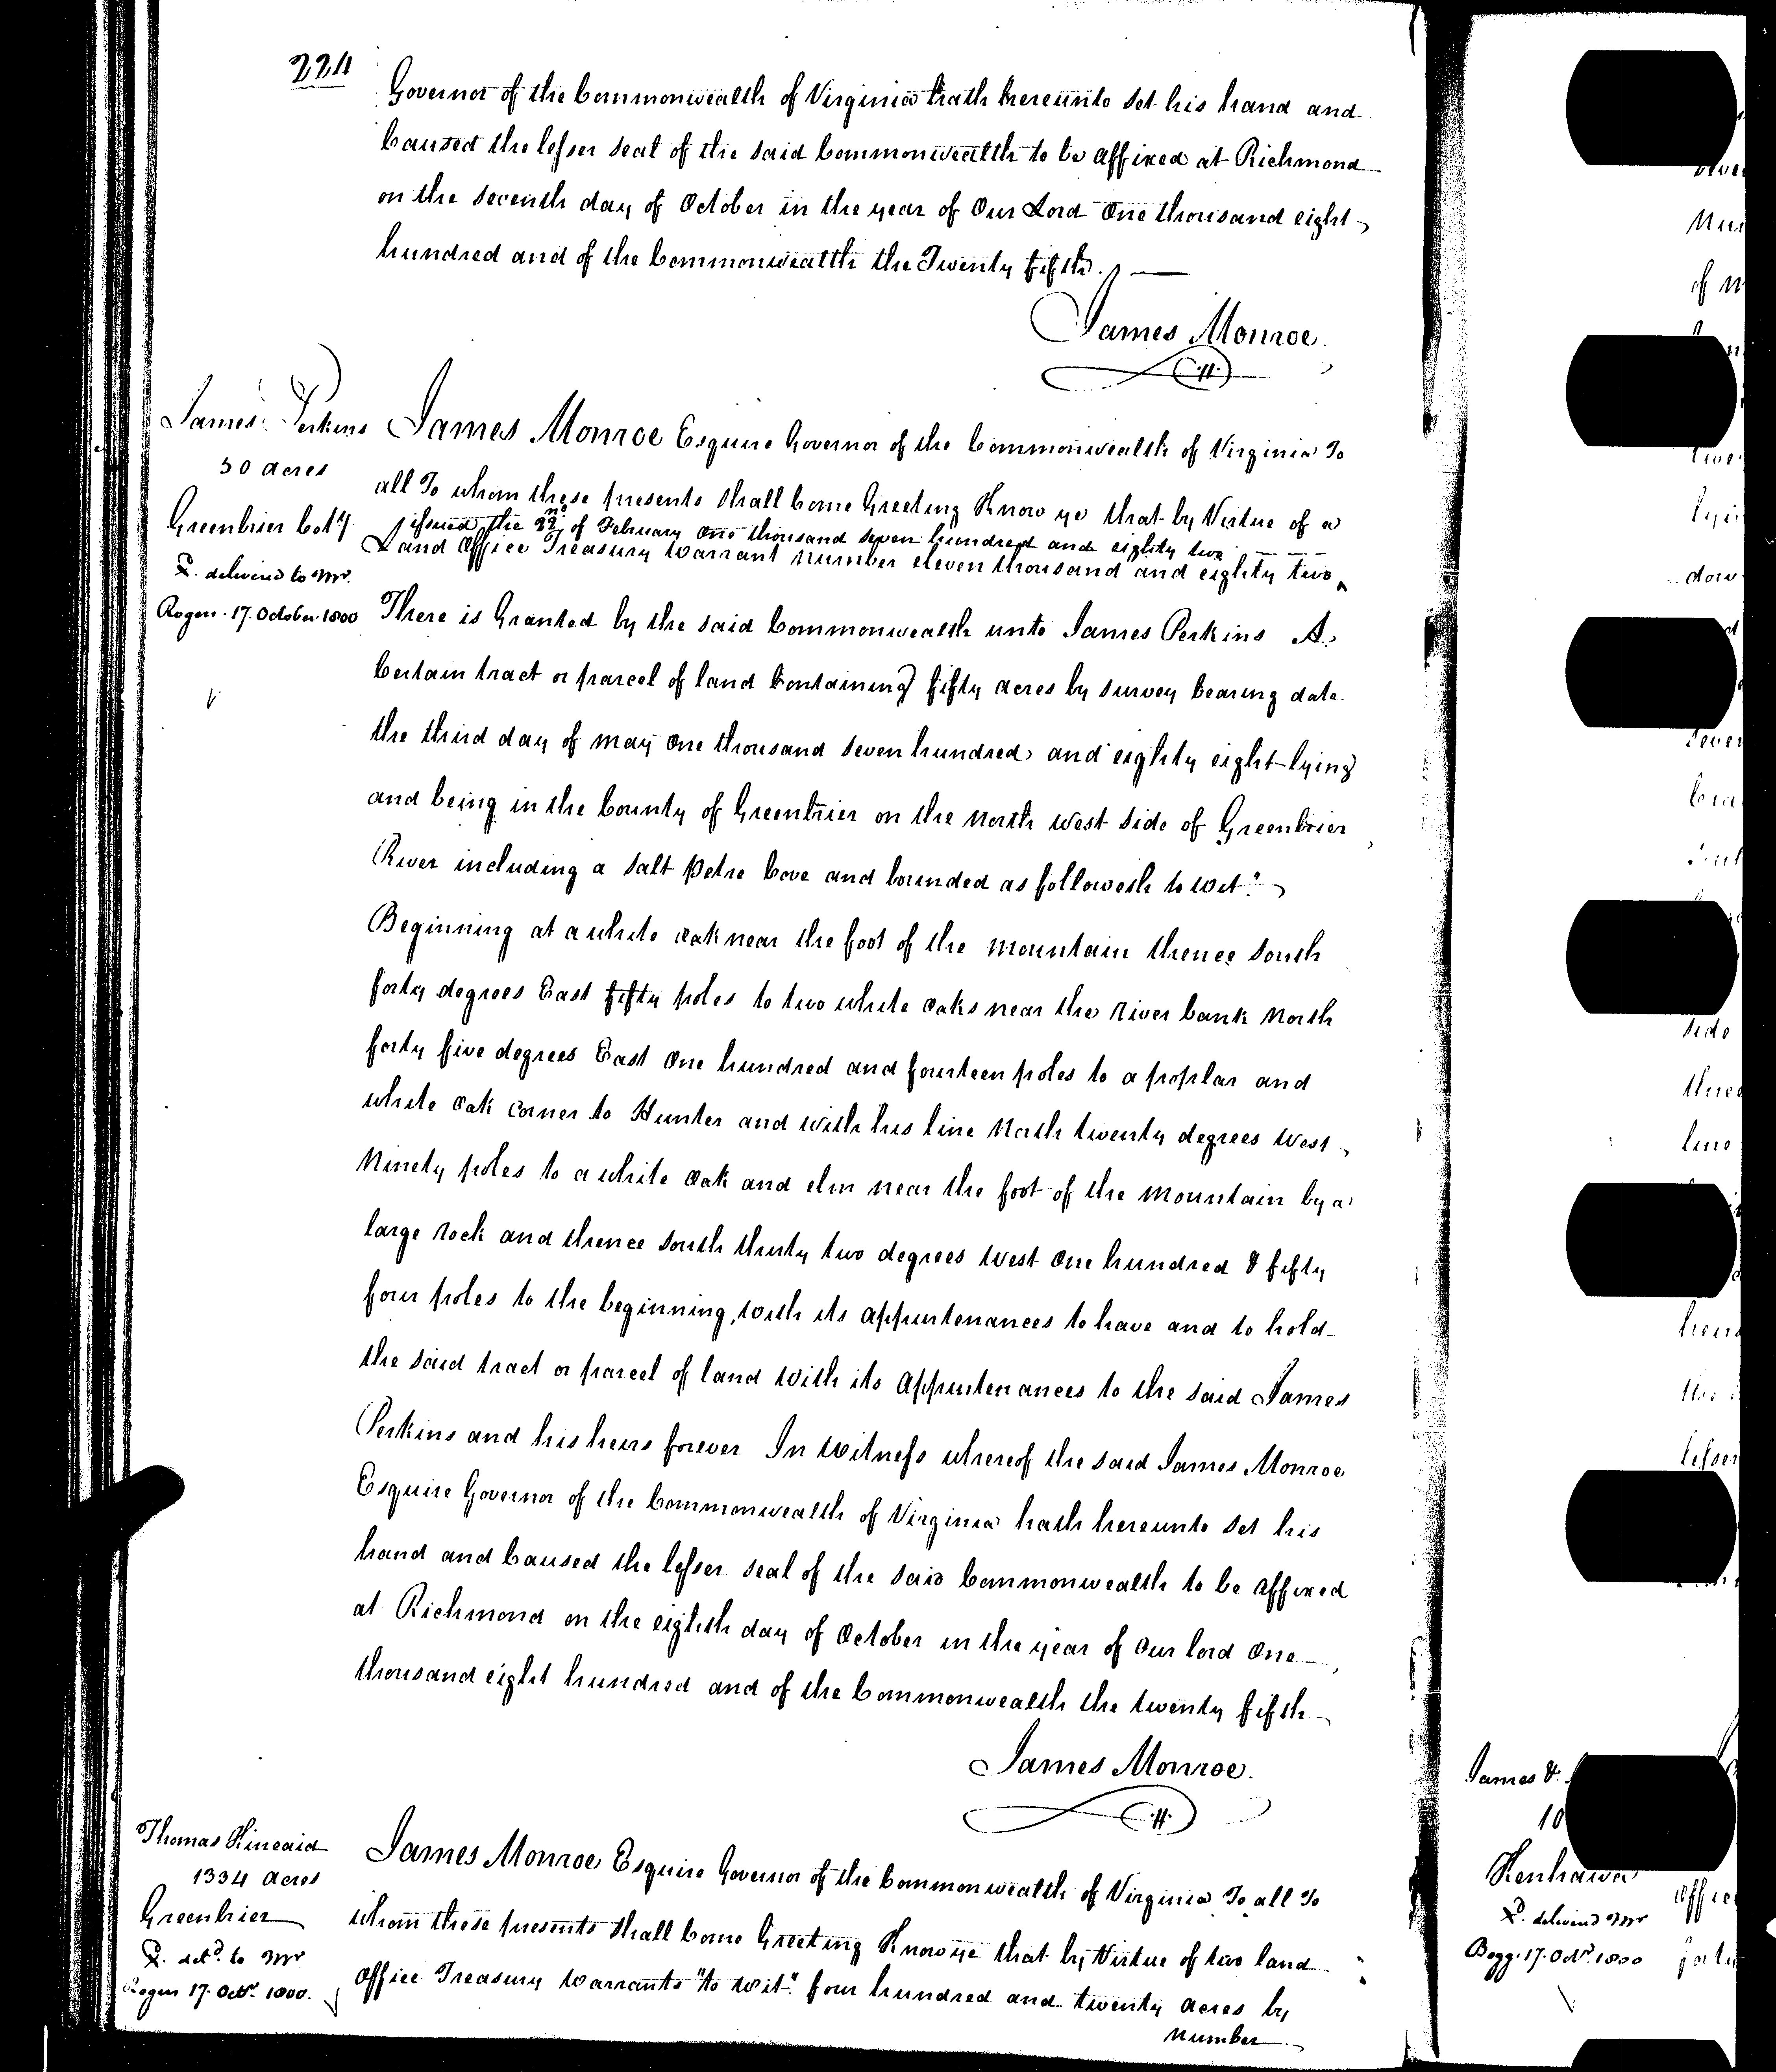 224
Governor of the Commonwealth of Virginia hath hereunto set his hand and
Caused the lesser seal of the said Commonwealth to be affixed at Richmond
on the seventh day of October in the year of Our Lord One thousand eight
hundred and of the Commonwealth the Twenty fifth.
James Monroe.
James Perkins
50 acres
Greenbrier Coty
D. delivered to Mr.
Rogers. 17. October 1800
James Monroe Esquire Governor of the Commonwealth of Virginia To
all To whom these presents shall Come Greeting Know ye that by Virtue of a
issued the 22nd of February One thousand seven hundred and eighty two
Land Office Treasury Warrant number eleven thousand and eighty two
There is Granted by the said Commonwealth unto James Perkins A
Certain tract or parcel of land Containing fifty acres by survey bearing date
the third day of may One thousand seven hundred and eighty eight lying
and being in the County of Greenbrier on the North West side of Greenbrier
River including a salt petre Cave and bounded as followeth to wit"
Beginning at a white oak near the foot of the mountain thence South
forty degrees East fifty poles to two white oaks near the river bank North
forty five degrees East One hundred and fourteen poles to a poplar and
white oak corner to Hunter and with his line North twenty degrees West
Ninety poles to a white oak and elm near the foot of the mountain by a
large rock and thence South thirty two degrees West One hundred & fifty
four poles to the beginning, with its appurtenances to have and to hold
the said tract or parcel of land with its appurtenances to the said James
Perkins and his heirs forever In Witness whereof the said James Monroe
Esquire Governor of the Commonwealth of Virginia hath hereunto set his
hand and Caused the lesser seal of the said Commonwealth to be affixed
at Richmond on the eighth day of October in the year of Our lord One
thousand eight hundred and of the Commonwealth the twenty fifth
James Monroe.
Thomas Kincaid
1334 acres
Greenbrier
D. deld. to Mr
Rogers 17. Octr. 1800.
James Monroe Esquire Governor of the Commonwealth of Virginia To all To
whom these presents shall Come Greeting Know ye that by Virtue of two land
Office Treasury Warrants "to wit" four hundred and twenty acres by
Number
James
10
Kenhawa
D. deliverd Mr
17. Octr. 1800
of
side
line